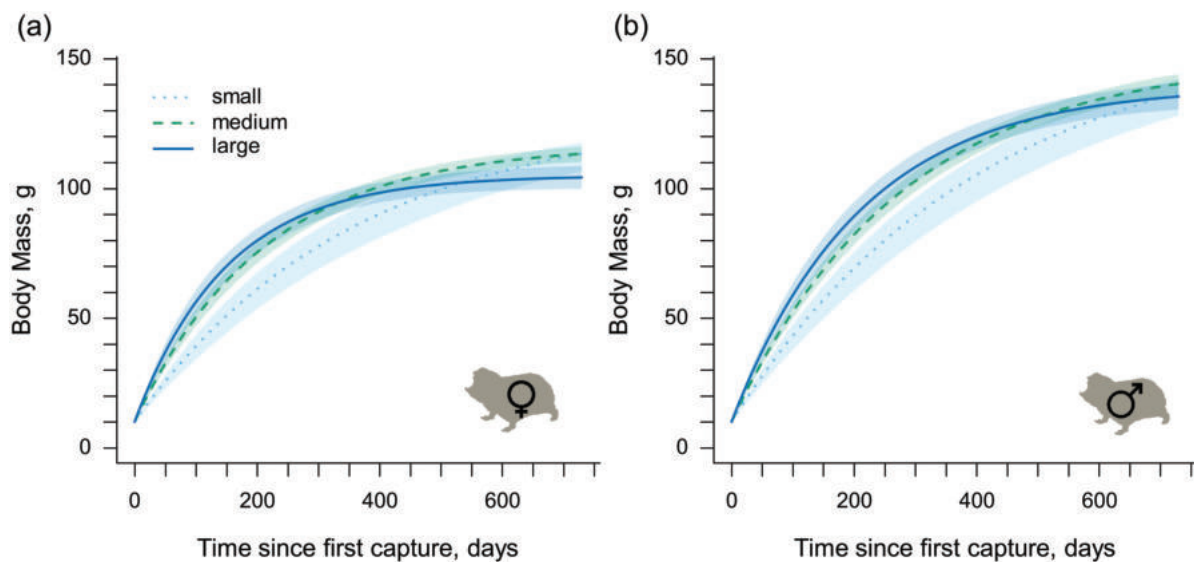 (a)
150
small
medium
large
100
50
0
Body Mass, g
0 200 400 600
Time since first capture, days
(b)
150
100
50
0
Body Mass, g
0 200 400 600
Time since first capture, days